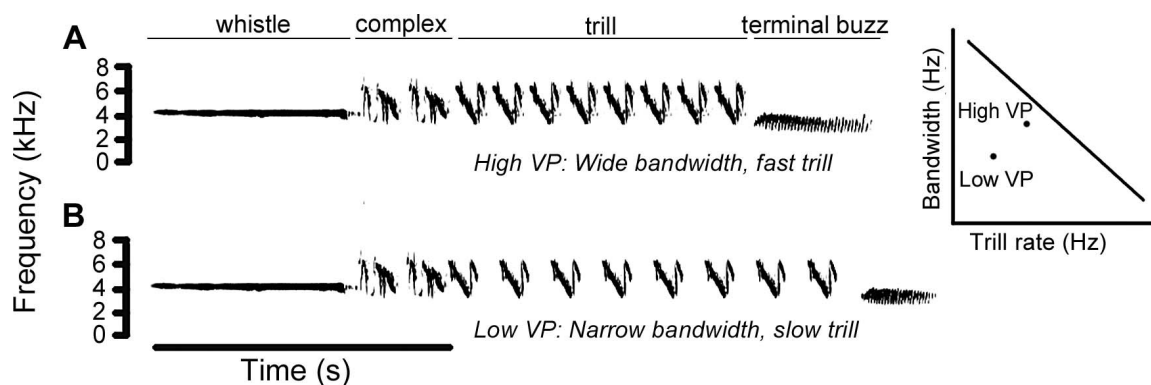 whistle complex trill terminal buzz
A
8
6
4
2
0
High VP: Wide bandwidth, fast trill
B
8
6
4
2
0
Low VP: Narrow bandwidth, slow trill
Frequency (kHz)
Time (s)
Bandwidth (Hz)
High VP
Low VP
Trill rate (Hz)